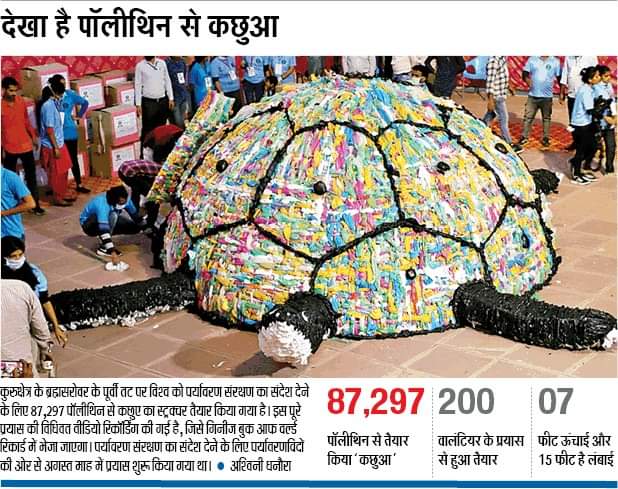 देखा है पॉलीथिन से कछुआ
कुरुक्षेत्र के ब्रह्मसरोवर के पूर्वी तट पर विश्व को पर्यावरण संरक्षण का संदेश देने
के लिए 87,297 पॉलीथिन से कछुए का स्ट्रक्चर तैयार किया गया है। इस पूरे
प्रयास की विधिवत वीडियो रिकॉर्डिंग की गई है, जिसे गिनीज बुक आफ वर्ल्ड
रिकार्ड में भेजा जाएगा। पर्यावरण संरक्षण का संदेश देने के लिए पर्यावरणविदों
की ओर से अगस्त माह में प्रयास शुरू किया गया था। ● अश्विनी धनौरा
87,297
पॉलीथिन से तैयार
किया ‘कछुआ‘
200
वालंटियर के प्रयास
से हुआ तैयार
07
फीट ऊंचाई और
15 फीट है लंबाई